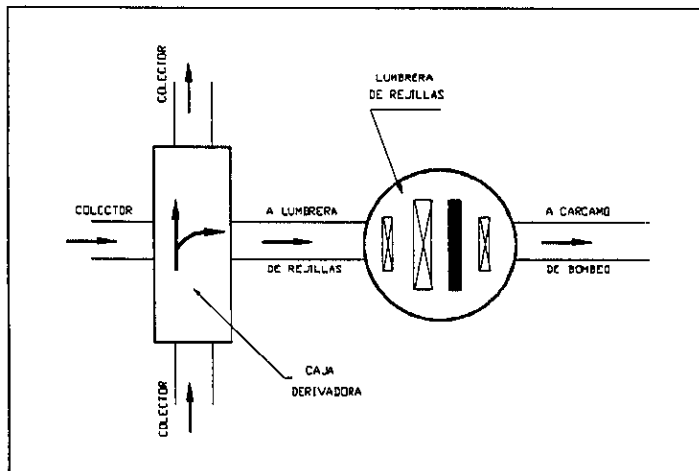 COLECTOR
LUMBRERA
DE REJILLAS
COLECTOR
A LUMBRERA
DE REJILLAS
A CARCAMO
DE BOMBEO
CAJA
DERIVADORA
COLECTOR